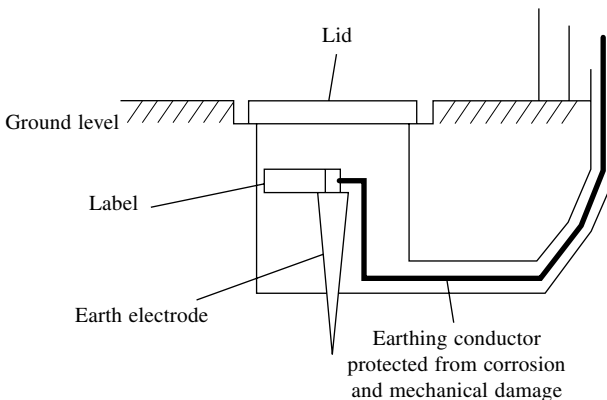 Lid
Ground level
Label
Earth electrode
Earthing conductor
protected from corrosion
and mechanical damage